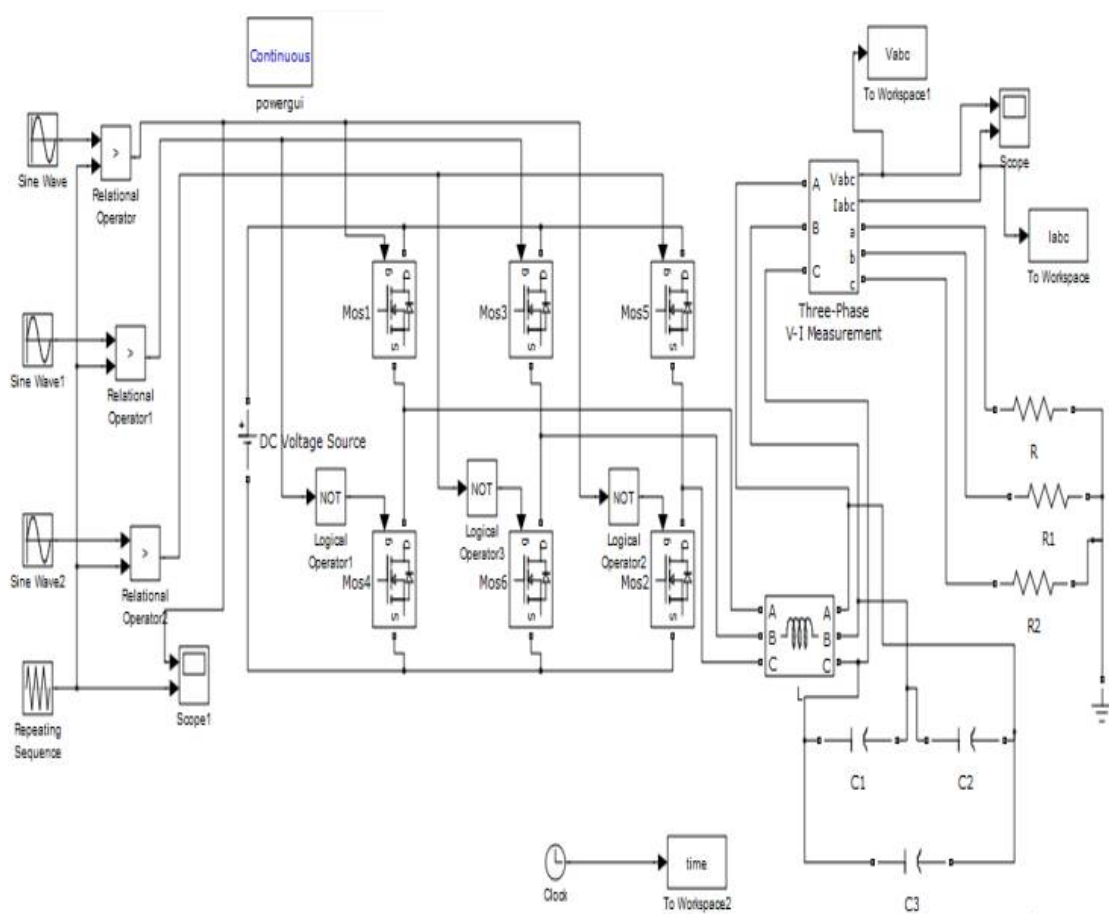 Continuous
powergui
Vabc
To Workspace1
Sine Wave
>
Relational
Operator
Scope
Vabc
Iabc
A
B
C
a
b
c
Three-Phase
V-I Measurement
Iabc
To Workspace
g
D
S
Mos1
g
D
S
Mos3
g
D
S
Mos5
Sine Wave1
>
Relational
Operator1
+
DC Voltage Source
R
NOT
Logical
Operator1
NOT
Logical
Operator3
NOT
Logical
Operator2
R1
Sine Wave2
>
Relational
Operator2
g
D
S
Mos4
g
D
S
Mos6
g
D
S
Mos2
R2
A
B
C
A
B
C
L
Repeating
Sequence
Scope1
C1
C2
Clock
time
To Workspace2
C3